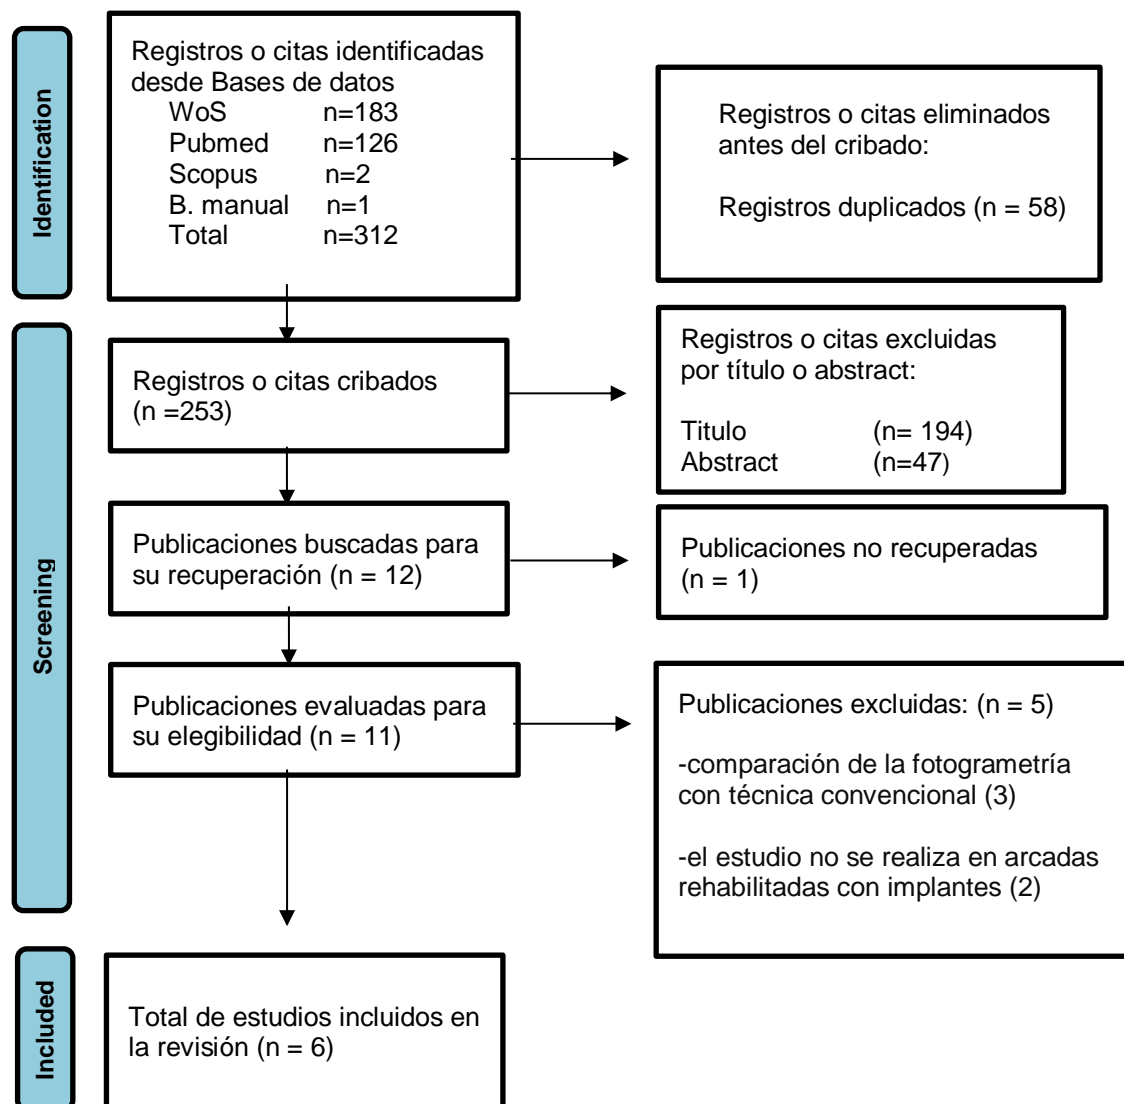 Identification
Registros o citas identificadas
desde Bases de datos
WoS n=183
Pubmed n=126
Scopus n=2
B. manual n=1
Total n=312
Registros o citas eliminados
antes del cribado:
Registros duplicados (n = 58)
Screening
Registros o citas cribados
(n =253)
Registros o citas excluidas
por título o abstract:
Titulo (n= 194)
Abstract (n=47)
Publicaciones buscadas para
su recuperación (n = 12)
Publicaciones no recuperadas
(n = 1)
Publicaciones evaluadas para
su elegibilidad (n = 11)
Publicaciones excluidas: (n = 5)
-comparación de la fotogrametría
con técnica convencional (3)
-el estudio no se realiza en arcadas
rehabilitadas con implantes (2)
Included
Total de estudios incluidos en
la revisión (n = 6)